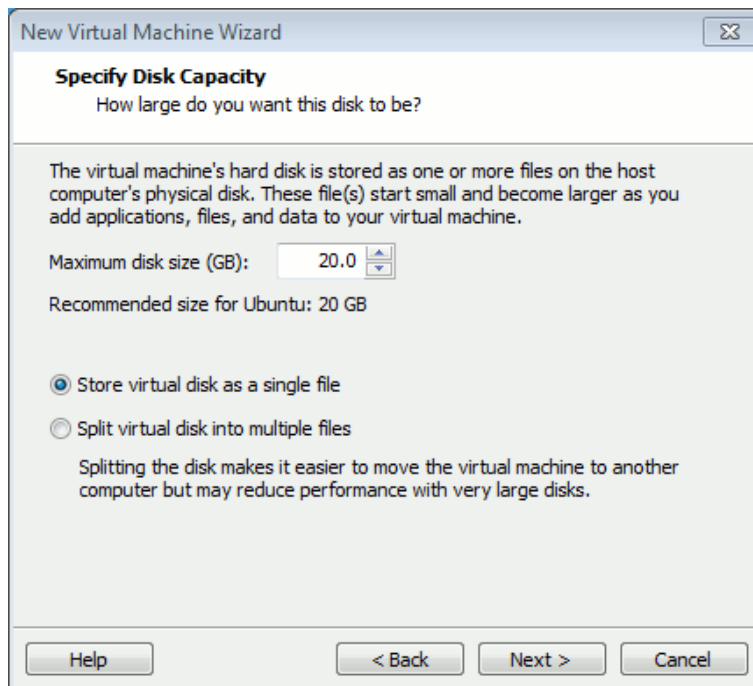 New Virtual Machine Wizard
Specify Disk Capacity
How large do you want this disk to be?
The virtual machine's hard disk is stored as one or more files on the host
computer's physical disk. These file(s) start small and become larger as you
add applications, files, and data to your virtual machine.
Maximum disk size (GB): 20.0
Recommended size for Ubuntu: 20 GB
Store virtual disk as a single file
Split virtual disk into multiple files
Splitting the disk makes it easier to move the virtual machine to another
computer but may reduce performance with very large disks.
Help < Back Next > Cancel